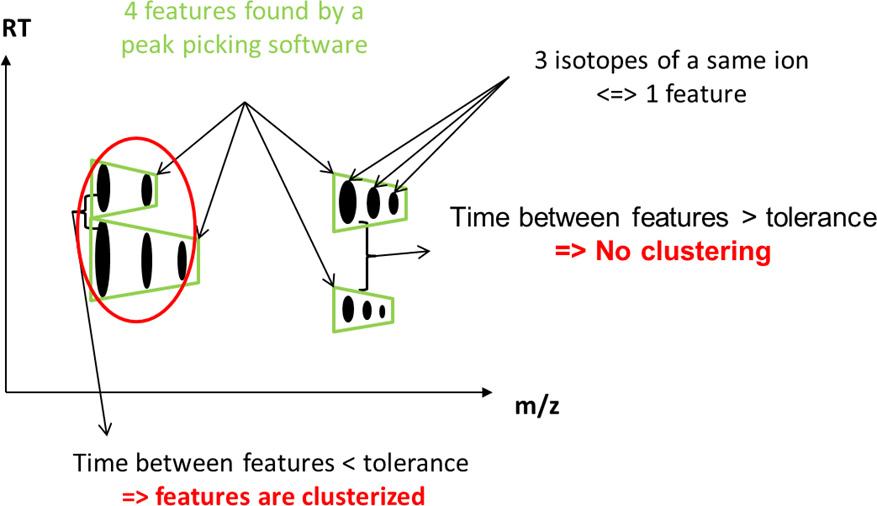 4 features found by a
peak picking software
RT
3 isotopes of a same ion
<=> 1 feature
Time between features > tolerance
=> No clustering
m/z
Time between features < tolerance
=> features are clusterized